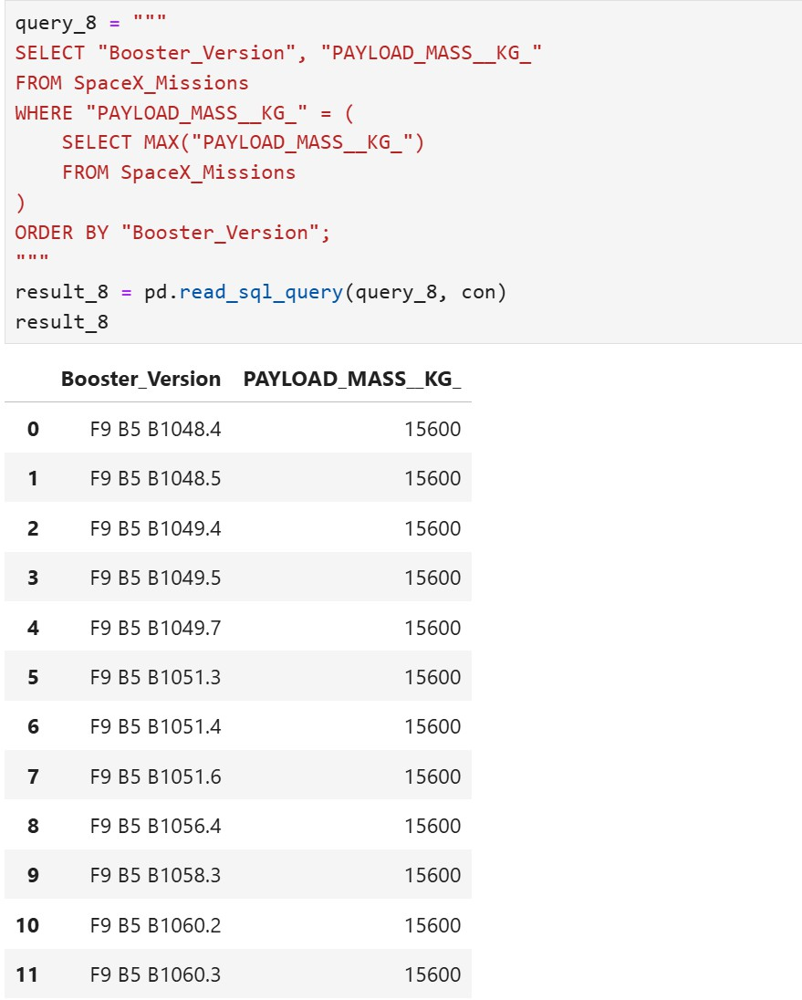 query_8 = """
SELECT "Booster_Version", "PAYLOAD_MASS__KG_"
FROM SpaceX_Missions
WHERE "PAYLOAD_MASS__KG_" = (
    SELECT MAX("PAYLOAD_MASS__KG_")
    FROM SpaceX_Missions
)
ORDER BY "Booster_Version";
"""
result_8 = pd.read_sql_query(query_8, con)
result_8
Booster_Version PAYLOAD_MASS__KG_
0 F9 B5 B1048.4 15600
1 F9 B5 B1048.5 15600
2 F9 B5 B1049.4 15600
3 F9 B5 B1049.5 15600
4 F9 B5 B1049.7 15600
5 F9 B5 B1051.3 15600
6 F9 B5 B1051.4 15600
7 F9 B5 B1051.6 15600
8 F9 B5 B1056.4 15600
9 F9 B5 B1058.3 15600
10 F9 B5 B1060.2 15600
11 F9 B5 B1060.3 15600